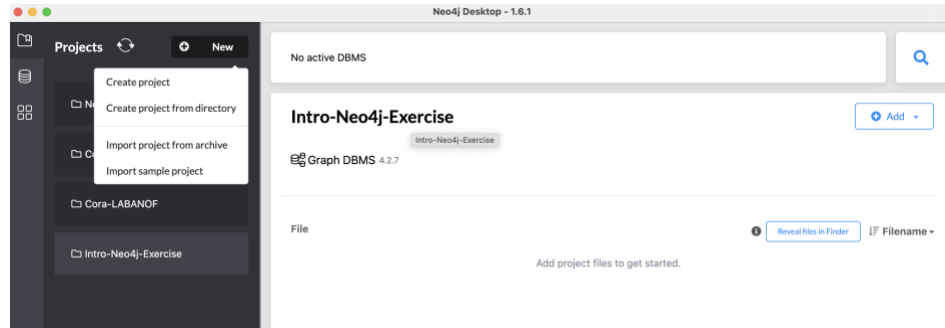 Neo4j Desktop - 1.6.1
Projects
New
No active DBMS
Create project
Create project from directory
Import project from archive
Import sample project
Ne
Co
Cora-LABANOF
Intro-Neo4j-Exercise
Intro-Neo4j-Exercise
Add
Intro-Neo4j-Exercise
Graph DBMS 4.2.7
File
Reveal files in Finder
Filename
Add project files to get started.